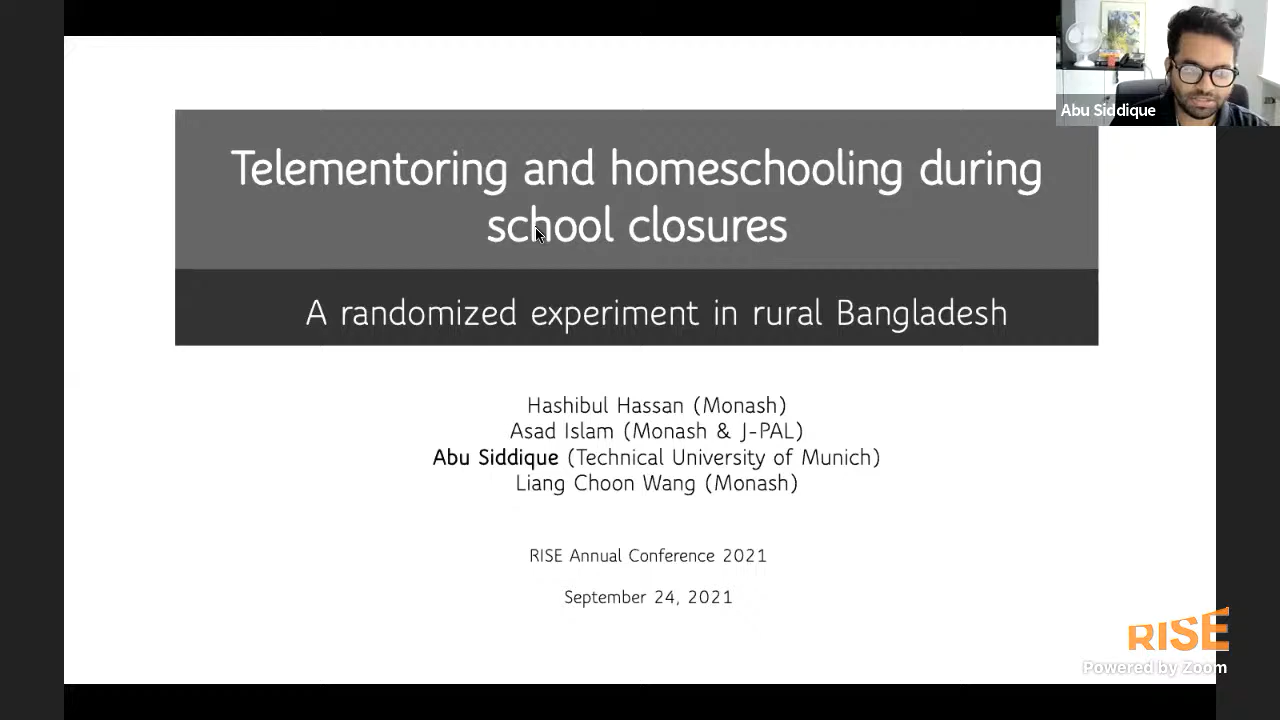 Abu Siddique
Telementoring and homeschooling during
school closures
A randomized experiment in rural Bangladesh
Hashibul Hassan (Monash)
Asad Islam (Monash & J-PAL)
Abu Siddique (Technical University of Munich)
Liang Choon Wang (Monash)
RISE Annual Conference 2021
September 24, 2021
RISE
Powered by Zoom